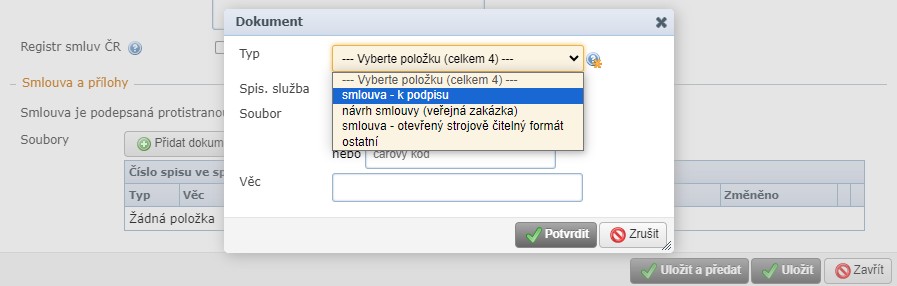 Dokument
Registr smluv ČR
Typ
--- Vyberte položku (celkem 4) ---
--- Vyberte položku (celkem 4) ---
smlouva - k podpisu
návrh smlouvy (veřejná zakázka)
smlouva - otevřený strojově čitelný formát
ostatní
Smlouva a přílohy
Spis. služba
Smlouva je podepsaná protistranou
Soubor
Soubory
Přidat dokum
nebo čárový kód
Číslo spisu ve sp
Věc
Typ Věc Změněno
Žádná položka
Potvrdit Zrušit
Uložit a předat Uložit Zavřít